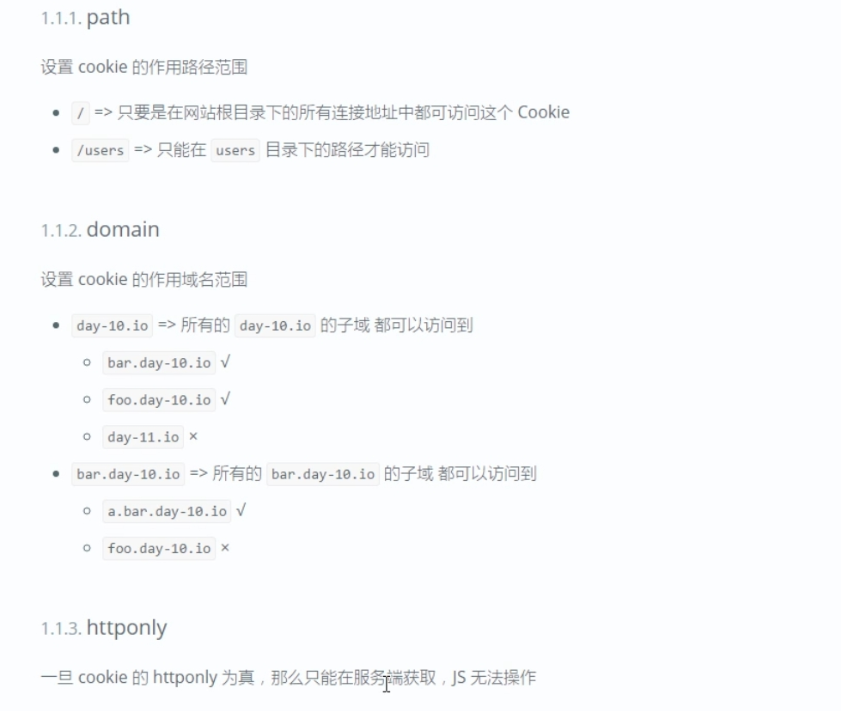 1.1.1. path
设置 cookie 的作用路径范围
/ => 只要是在网站根目录下的所有连接地址中都可访问这个 Cookie
/users => 只能在 users 目录下的路径才能访问
1.1.2. domain
设置 cookie 的作用域名范围
day-10.io => 所有的 day-10.io 的子域 都可以访问到
bar.day-10.io √
foo.day-10.io √
day-11.io ×
bar.day-10.io => 所有的 bar.day-10.io 的子域 都可以访问到
a.bar.day-10.io √
foo.day-10.io ×
1.1.3. httponly
一旦 cookie 的 httponly 为真，那么只能在服务端获取，JS 无法操作